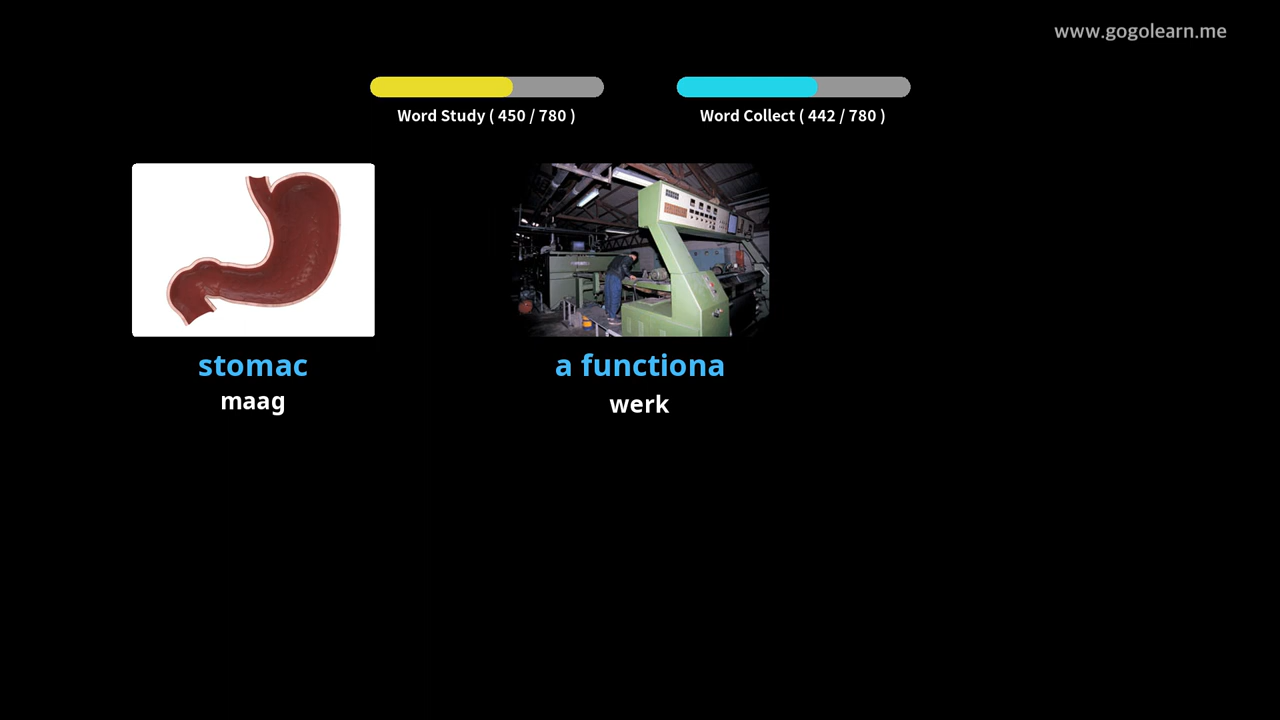 www.gogolearn.me
Word Study ( 450 / 780 )
Word Collect ( 442 / 780 )
stomac
maag
a functiona
werk